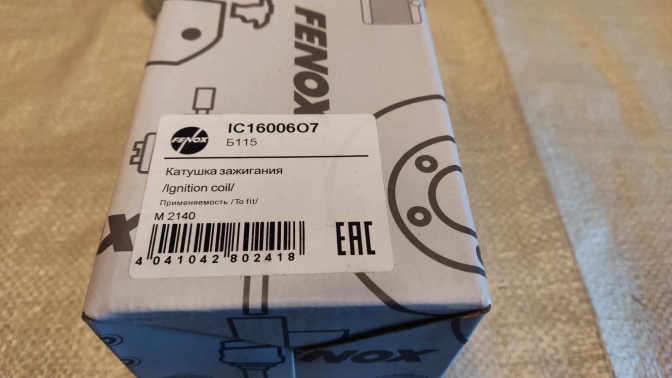 FENOX
FENOX
IC16006O7
Б115
Катушка зажигания
/Ignition coil/
Применяемость /To fit/
М 2140
4 041042 802418
EAC
X
FENOX